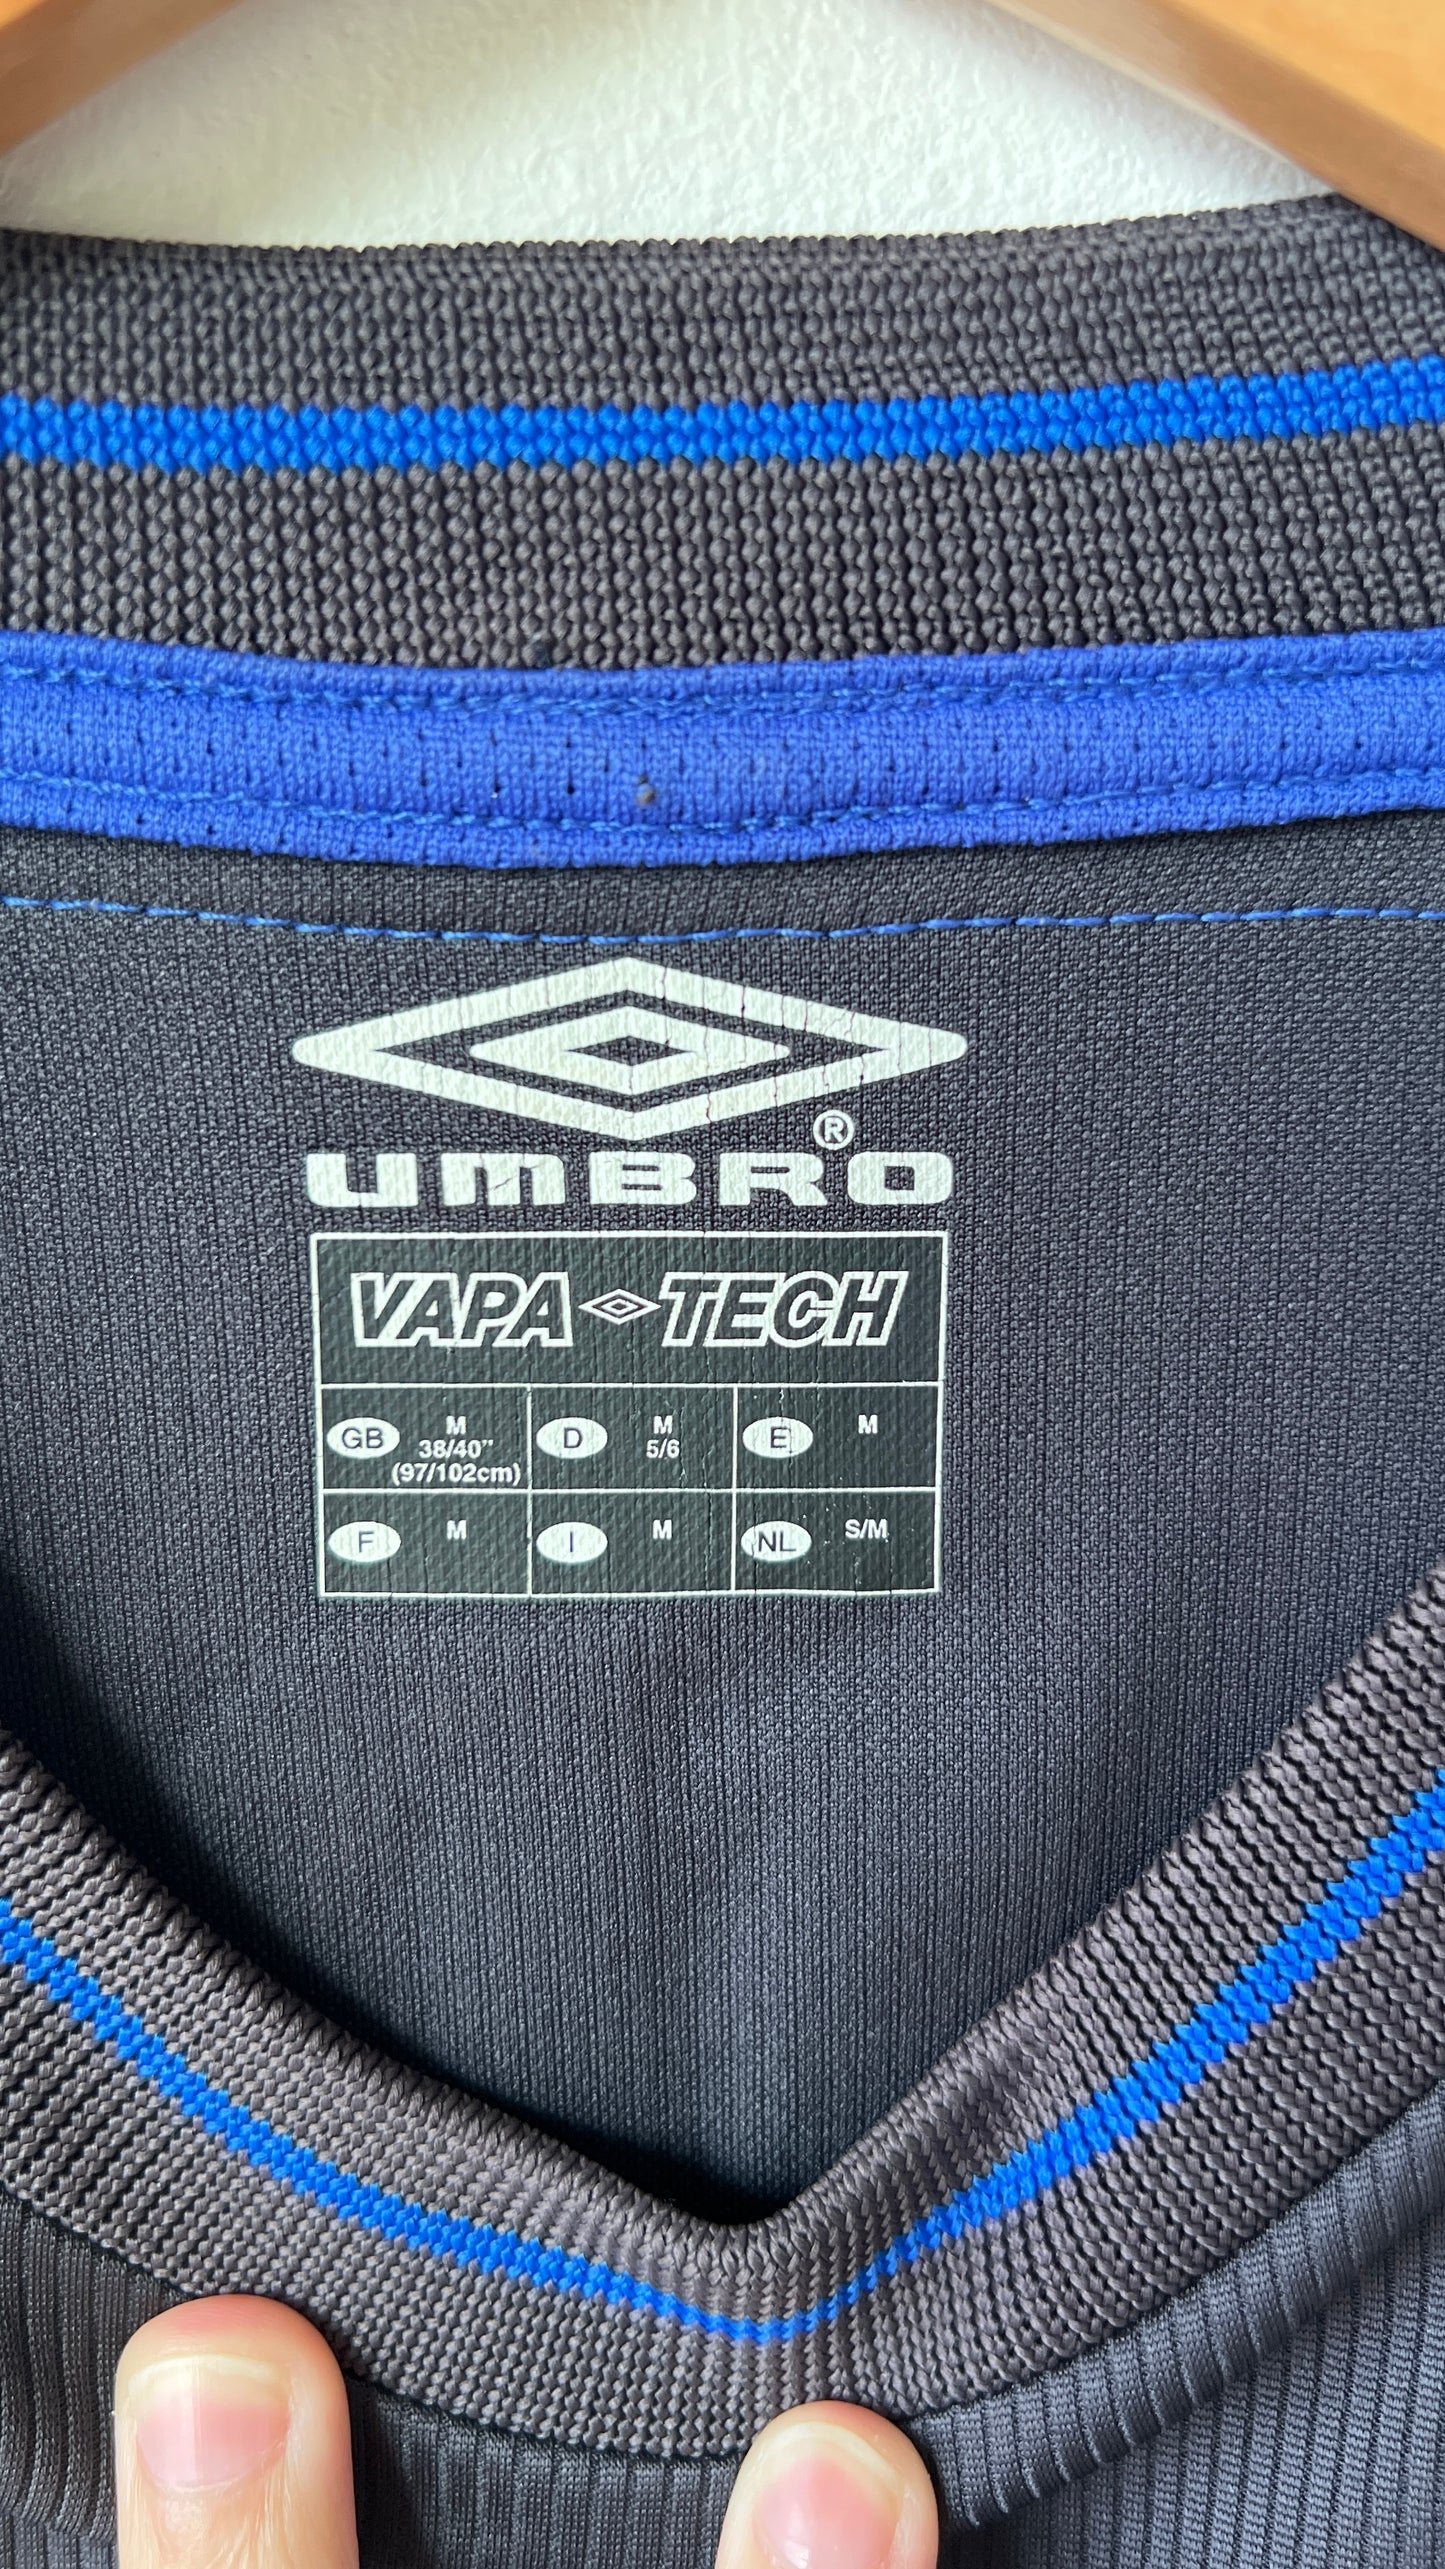 ®
UMBRO
VAPA TECH
GB M 38/40" (97/102cm)
D M 5/6
E M
F M
I M
NL S/M